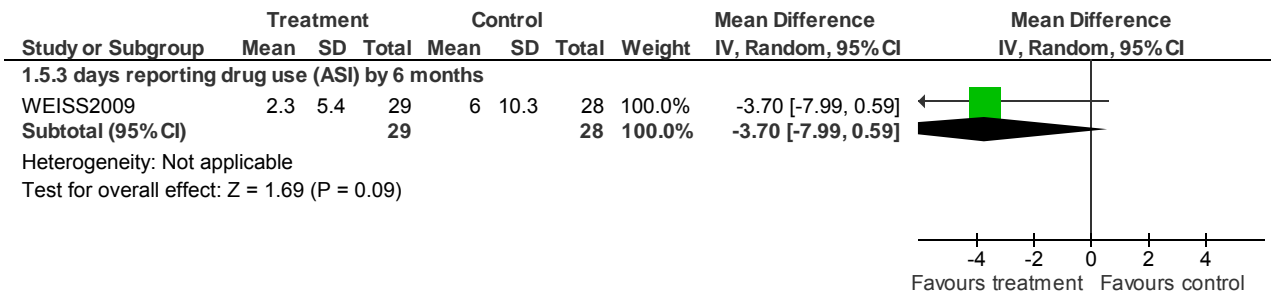 Treatment Control Mean Difference Mean Difference
Study or Subgroup Mean SD Total Mean SD Total Weight IV, Random, 95% CI IV, Random, 95% CI
1.5.3 days reporting drug use (ASI) by 6 months
WEISS2009 2.3 5.4 29 6 10.3 28 100.0% -3.70 [-7.99, 0.59]
Subtotal (95% CI) 29 28 100.0% -3.70 [-7.99, 0.59]
Heterogeneity: Not applicable
Test for overall effect: Z = 1.69 (P = 0.09)
-4 -2 0 2 4
Favours treatment Favours control